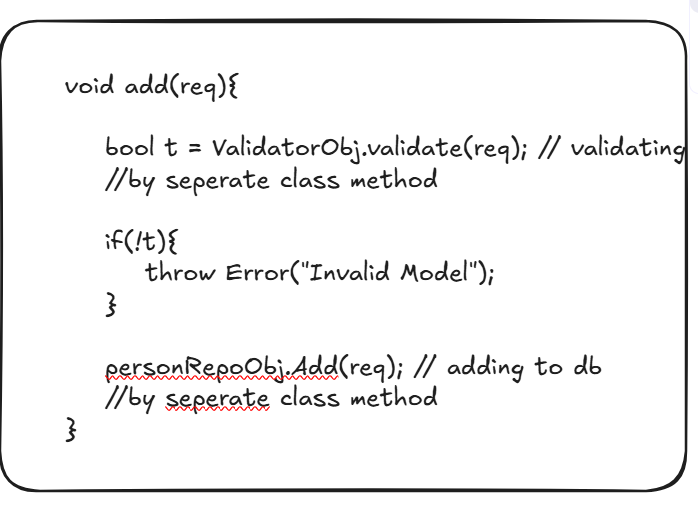 void add(req){
bool t = ValidatorObj.validate(req); // validating
//by seperate class method
if(!t){
throw Error("Invalid Model");
}
personRepoObj.Add(req); // adding to db
//by seperate class method
}